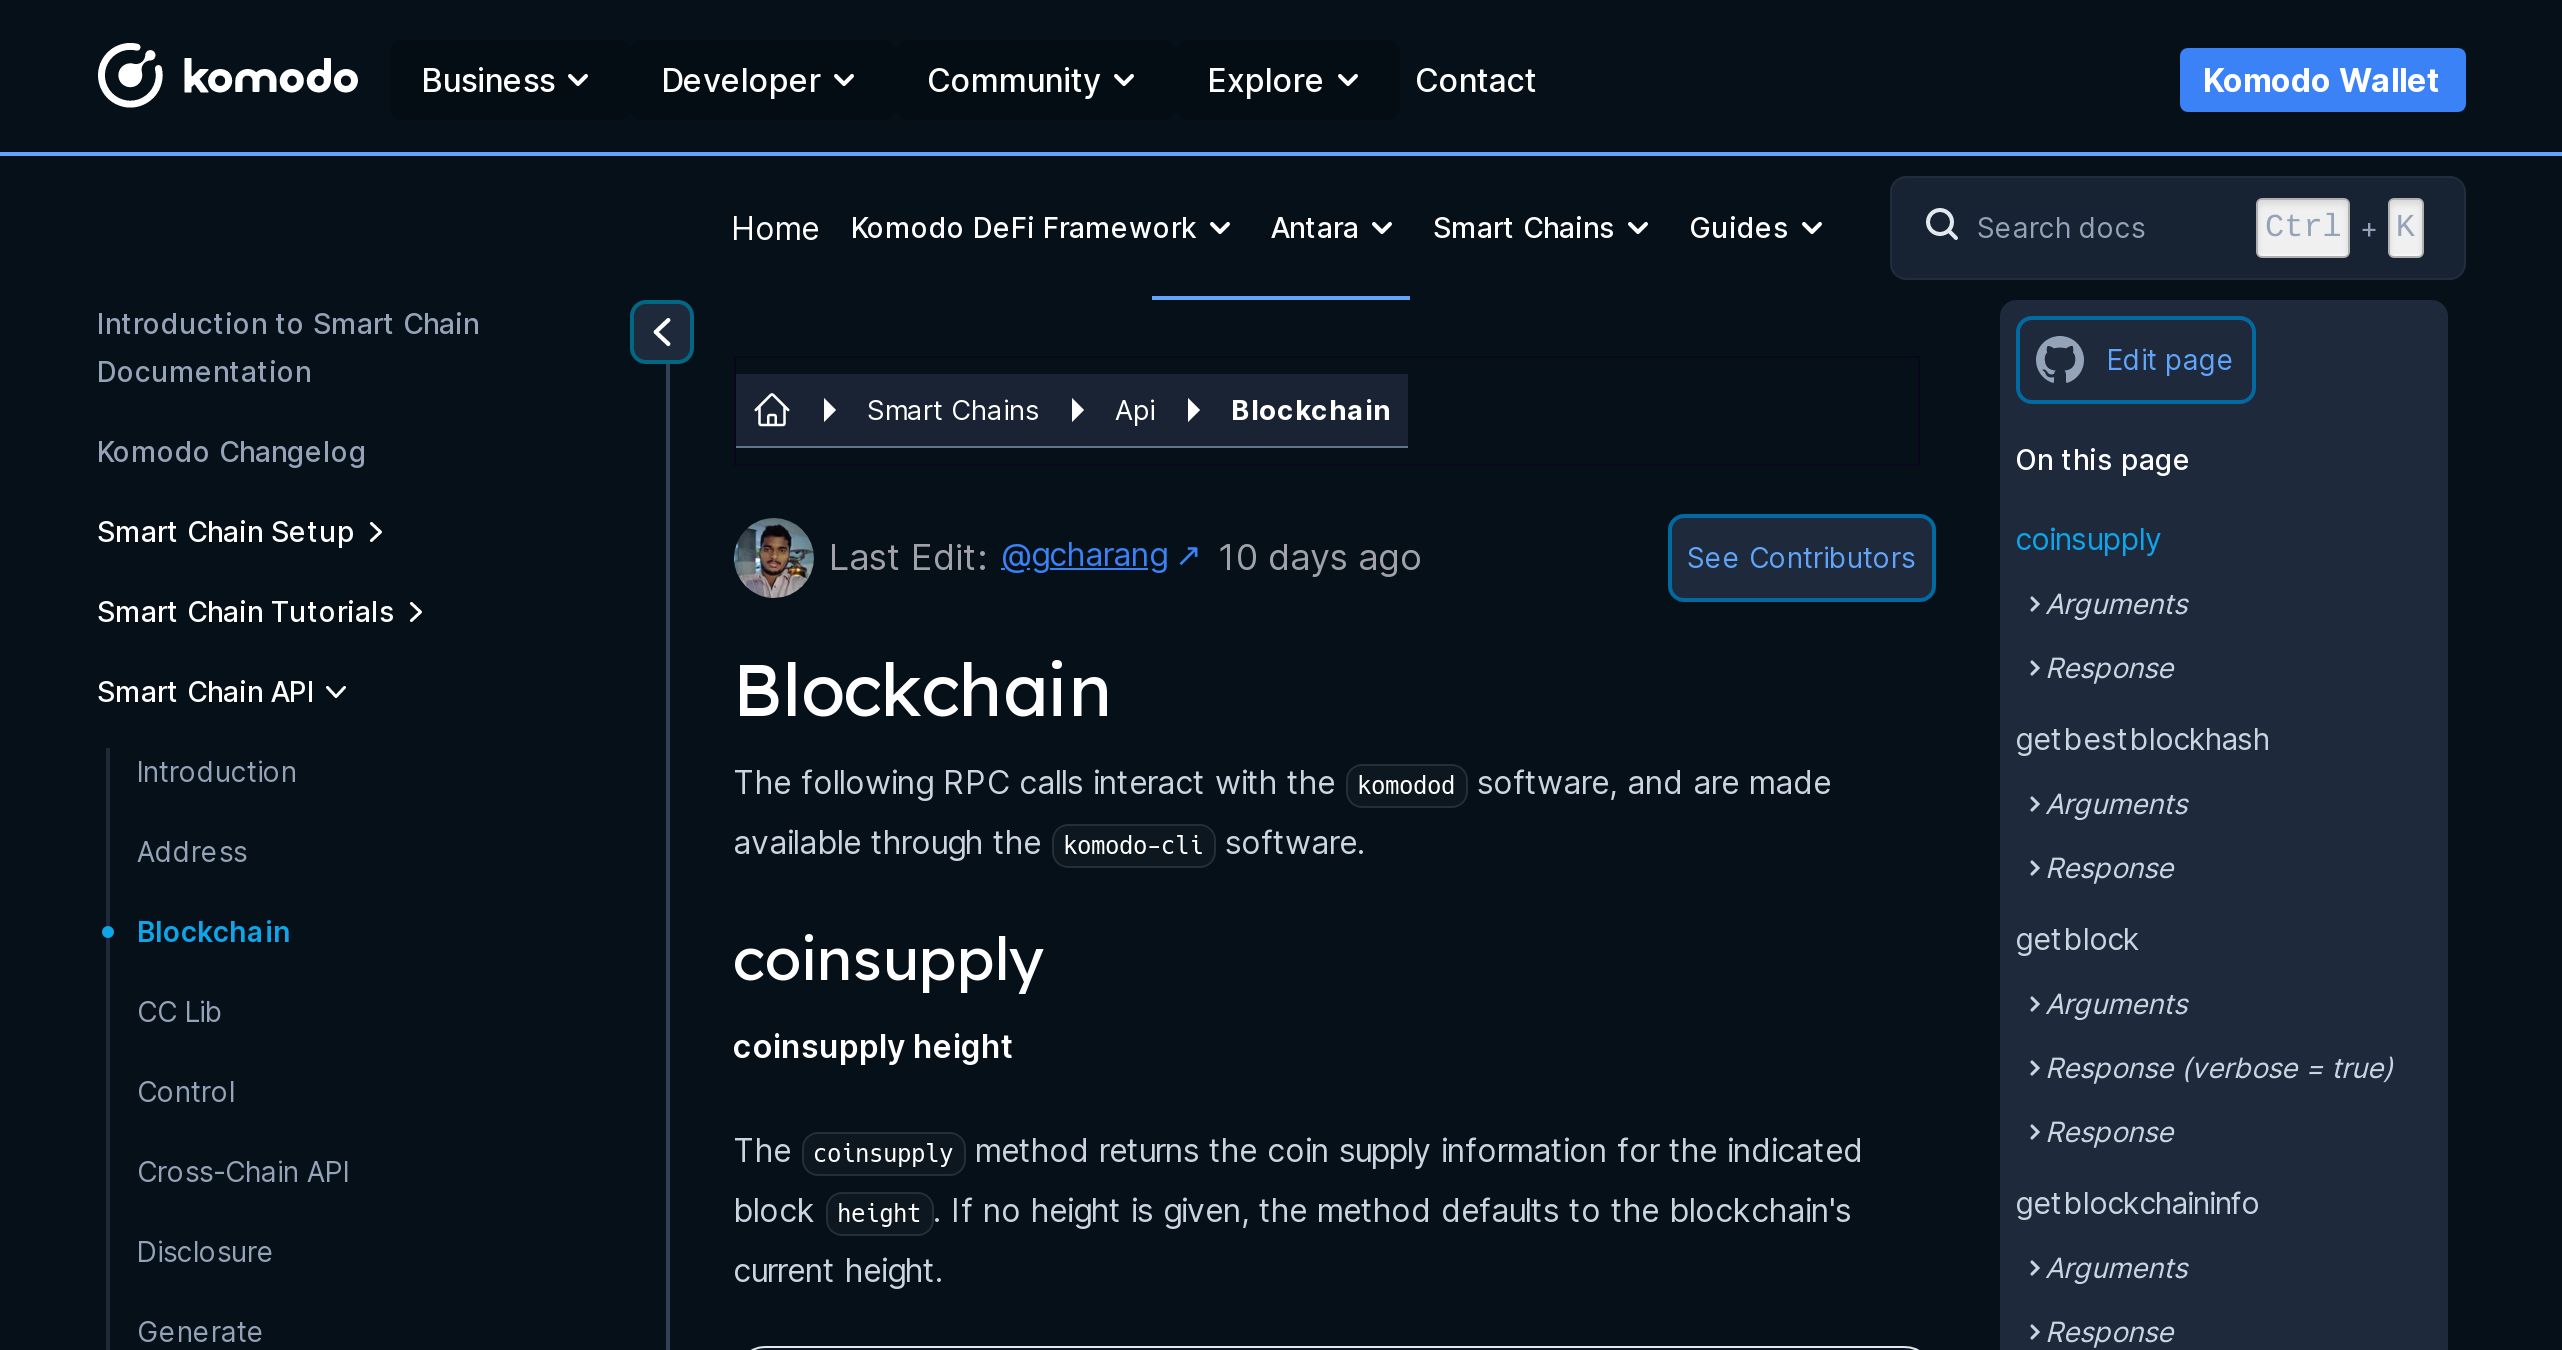 komodo Business Developer Community Explore Contact Komodo Wallet
Home Komodo DeFi Framework Antara Smart Chains Guides Search docs Ctrl + K
Introduction to Smart Chain
Documentation
Komodo Changelog
Smart Chain Setup
Smart Chain Tutorials
Smart Chain API
Introduction
Address
Blockchain
CC Lib
Control
Cross-Chain API
Disclosure
Generate
Smart Chains Api Blockchain
Last Edit: @gcharang ↗ 10 days ago See Contributors
Blockchain
The following RPC calls interact with the komodod software, and are made
available through the komodo-cli software.
coinsupply
coinsupply height
The coinsupply method returns the coin supply information for the indicated
block height. If no height is given, the method defaults to the blockchain's
current height.
Edit page
On this page
coinsupply
Arguments
Response
getbestblockhash
Arguments
Response
getblock
Arguments
Response (verbose = true)
Response
getblockchaininfo
Arguments
Response